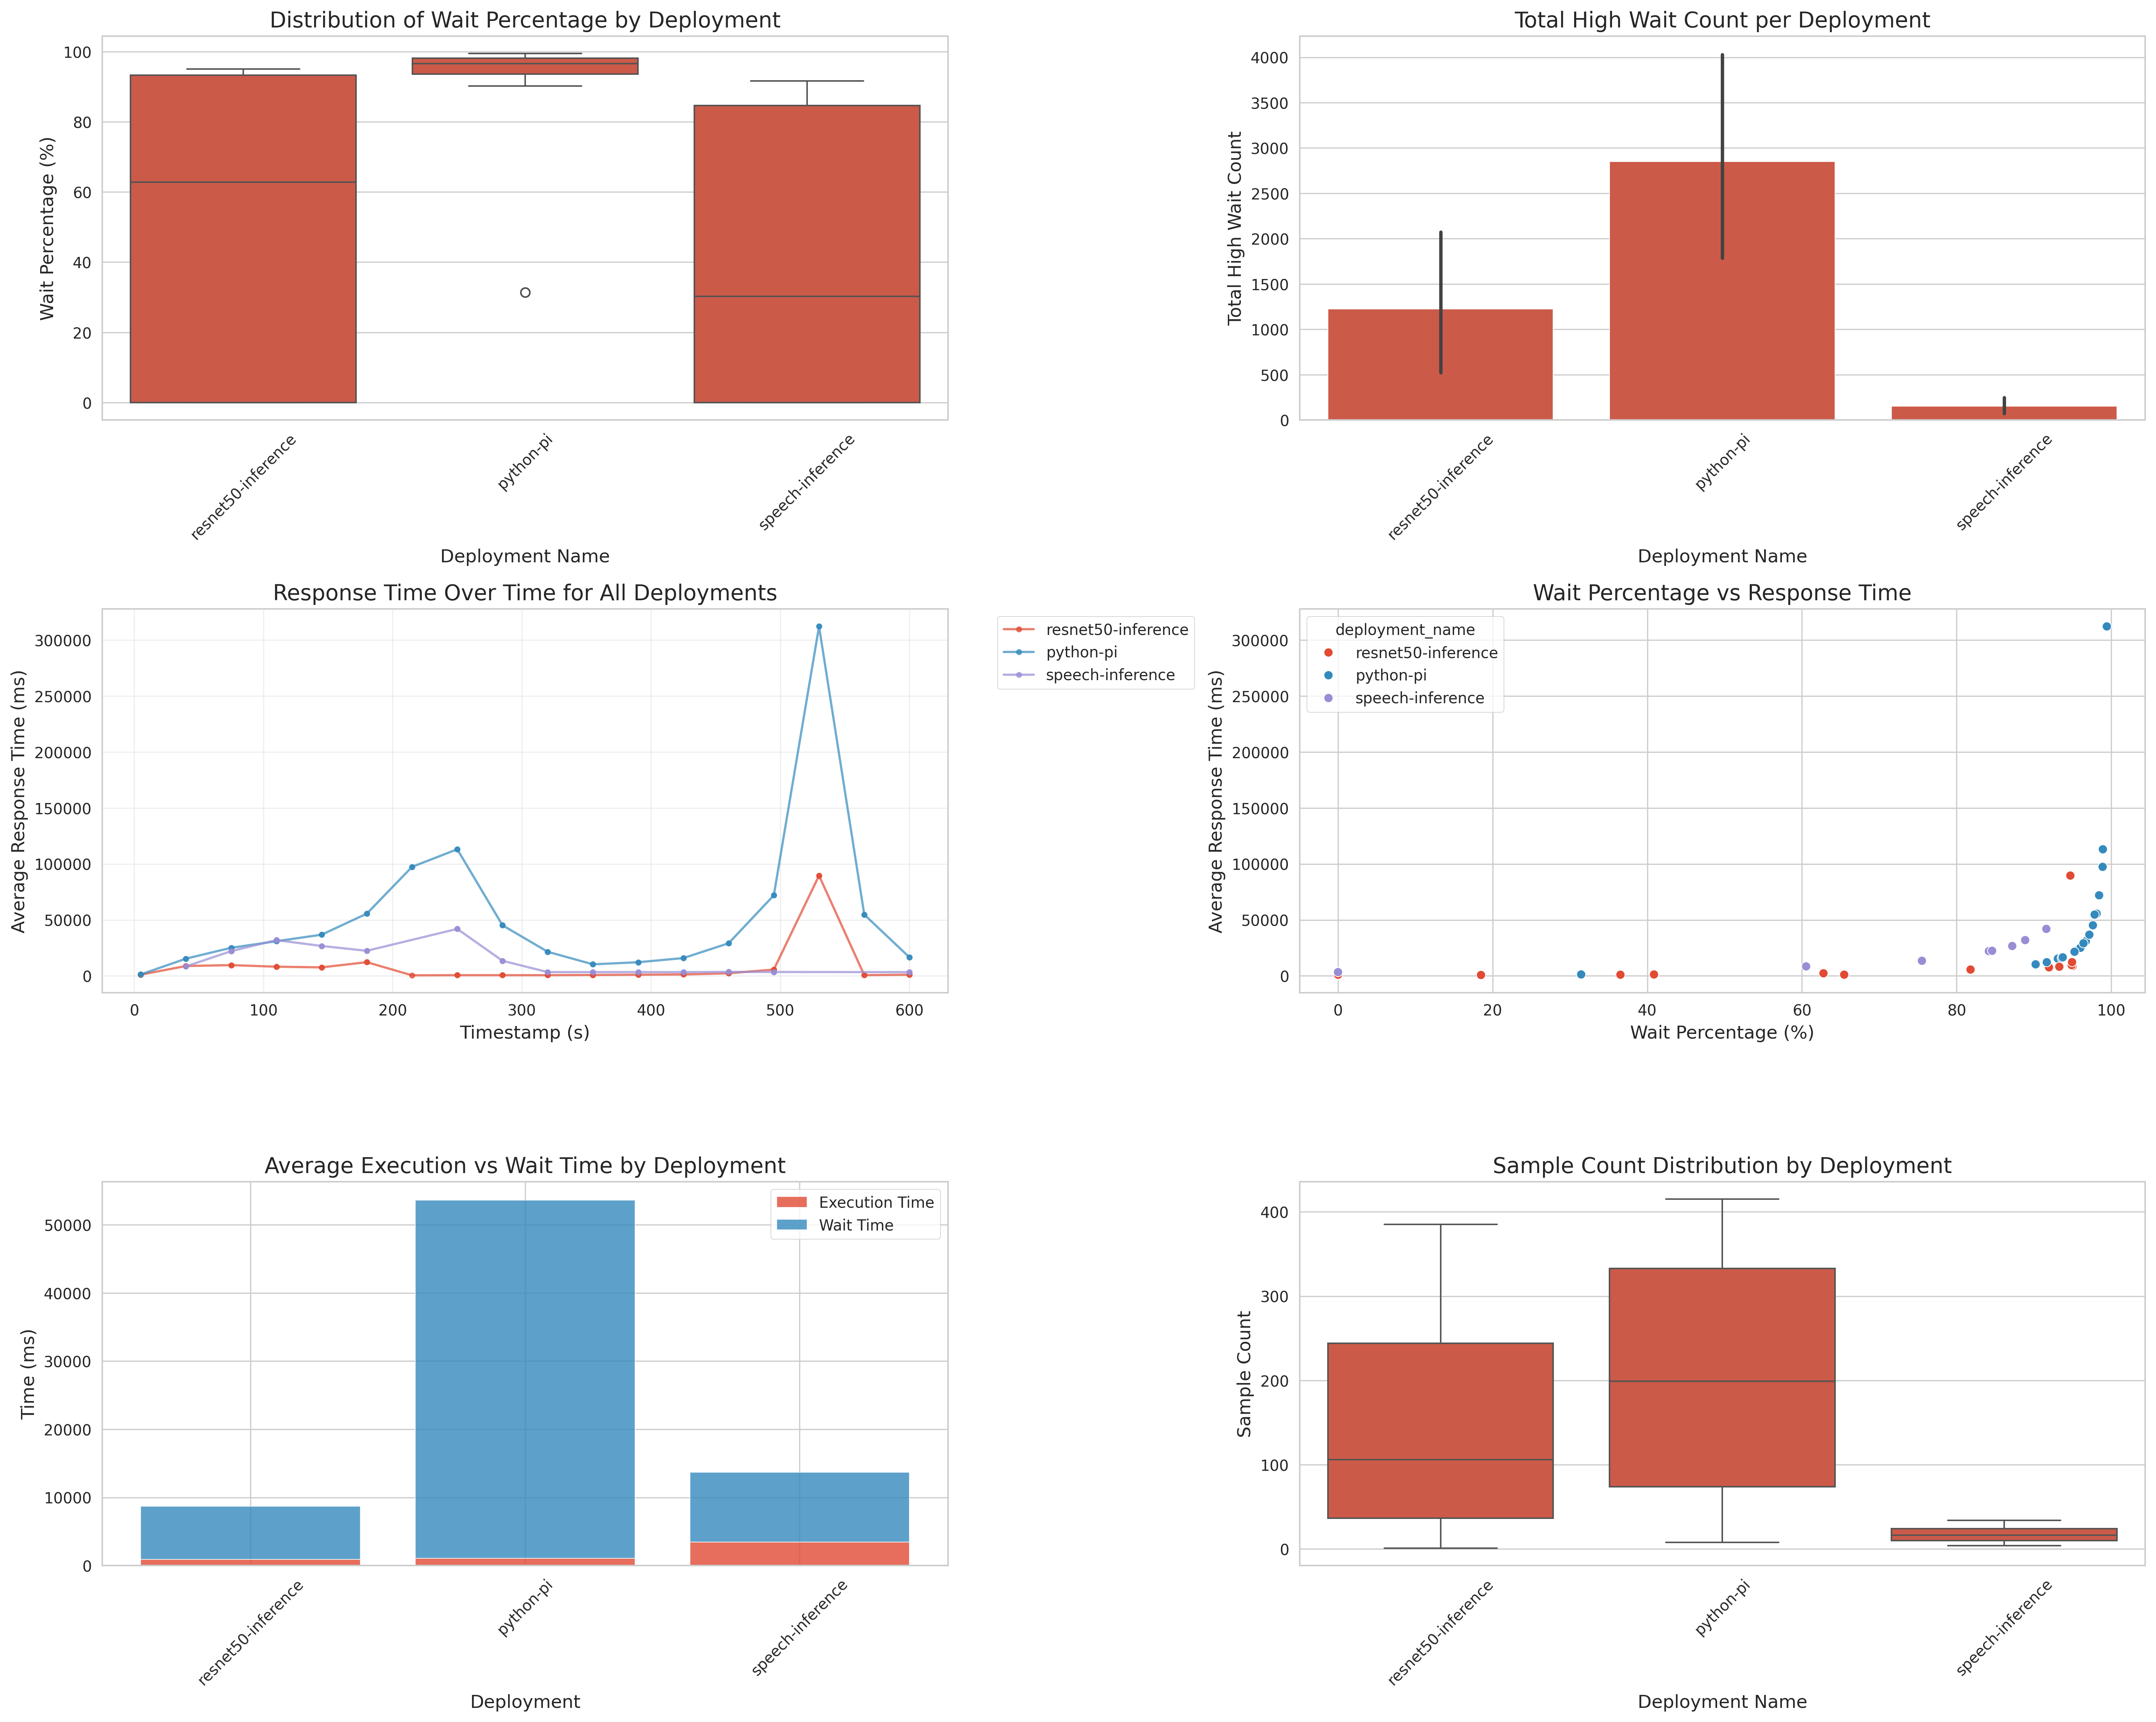 Distribution of Wait Percentage by Deployment
Wait Percentage (%)
100
80
60
40
20
0
resnet50-inference
python-pi
speech-inference
Deployment Name
Total High Wait Count per Deployment
Total High Wait Count
4000
3500
3000
2500
2000
1500
1000
500
0
resnet50-inference
python-pi
speech-inference
Deployment Name
Response Time Over Time for All Deployments
Average Response Time (ms)
300000
250000
200000
150000
100000
50000
0
0
100
200
300
400
500
600
Timestamp (s)
resnet50-inference
python-pi
speech-inference
Wait Percentage vs Response Time
Average Response Time (ms)
300000
250000
200000
150000
100000
50000
0
deployment_name
resnet50-inference
python-pi
speech-inference
0
20
40
60
80
100
Wait Percentage (%)
Average Execution vs Wait Time by Deployment
Time (ms)
50000
40000
30000
20000
10000
0
Execution Time
Wait Time
resnet50-inference
python-pi
speech-inference
Deployment
Sample Count Distribution by Deployment
Sample Count
400
300
200
100
0
resnet50-inference
python-pi
speech-inference
Deployment Name